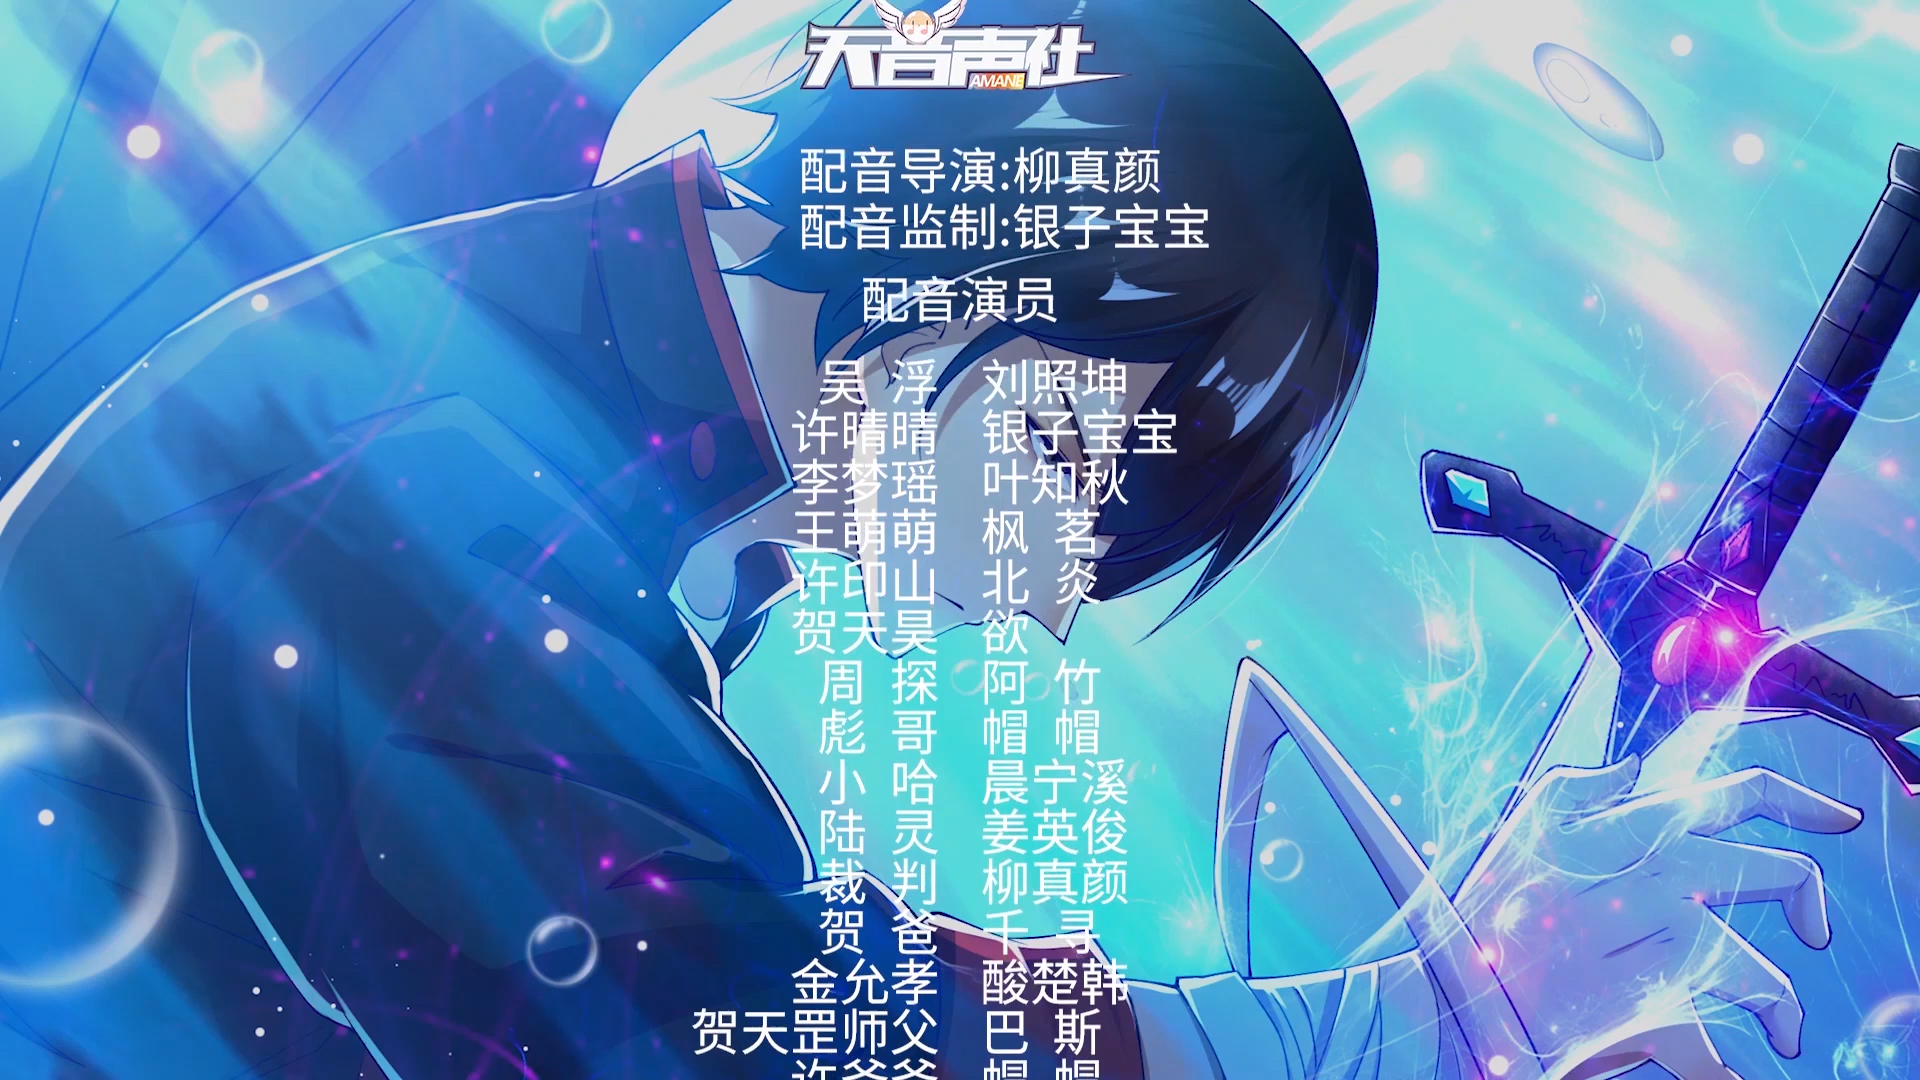 天音声社
AMANE
配音导演:柳真颜
配音监制:银子宝宝
配音演员
吴浮 刘照坤
许晴晴 银子宝宝
李梦瑶 叶知秋
王萌萌 枫茗
许印山 北炎
贺天昊 欲
周探 阿竹
彪哥 帽帽
小哈 晨宁溪
陆灵 姜英俊
裁判 柳真颜
贺爸 千寻
金允孝 酸楚韩
贺天罡师父 巴斯
许爷爷 帽帽